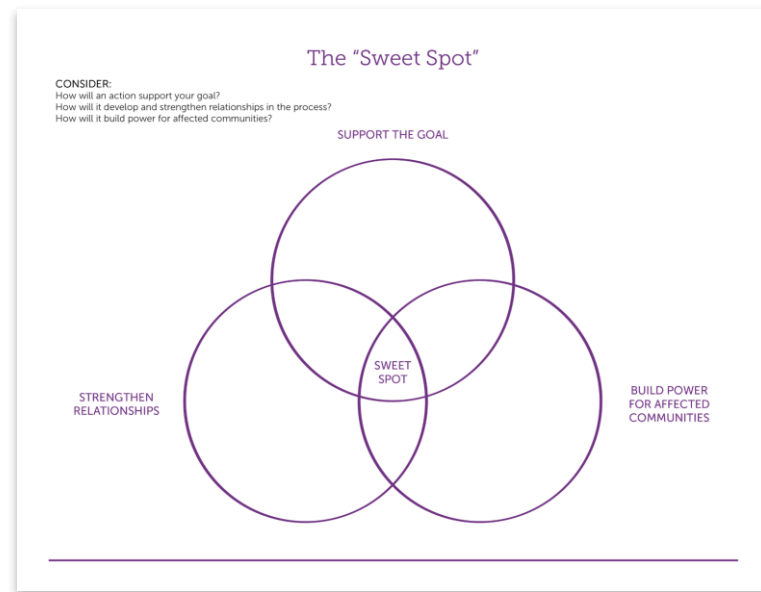 The “Sweet Spot”
CONSIDER:
How will an action support your goal?
How will it develop and strengthen relationships in the process?
How will it build power for affected communities?
SUPPORT THE GOAL
SWEET
SPOT
STRENGTHEN
RELATIONSHIPS
BUILD POWER
FOR AFFECTED
COMMUNITIES